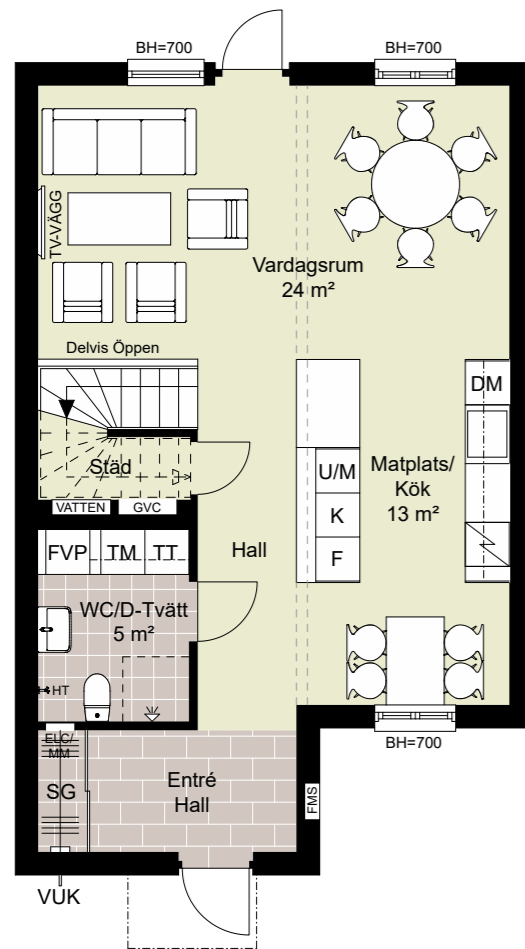 BH=700
BH=700
TV-VÄGG
Vardagsrum
24 m²
Delvis Öppen
DM
Städ
U/M
Matplats/
Kök
13 m²
K
F
VATTEN
GVC
Hall
FVP
TM
TT
WC/D-Tvätt
5 m²
HT
ELC/
MM
BH=700
SG
Entré
Hall
FMS
VUK